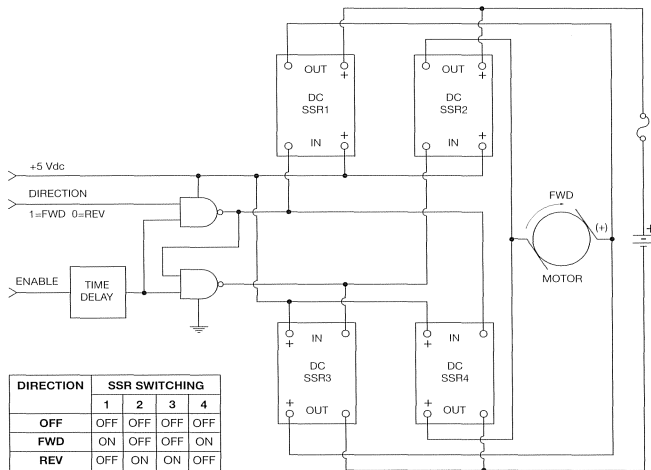 OUT +
DC
SSR1
IN +
OUT +
DC
SSR2
IN +
+5 Vdc
DIRECTION
1=FWD 0=REV
ENABLE
TIME
DELAY
FWD
(+)
MOTOR
+
IN
+
DC
SSR3
+
OUT
IN
+
DC
SSR4
+
OUT
DIRECTION SSR SWITCHING
1 2 3 4
OFF OFF OFF OFF OFF
FWD ON OFF OFF ON
REV OFF ON ON OFF